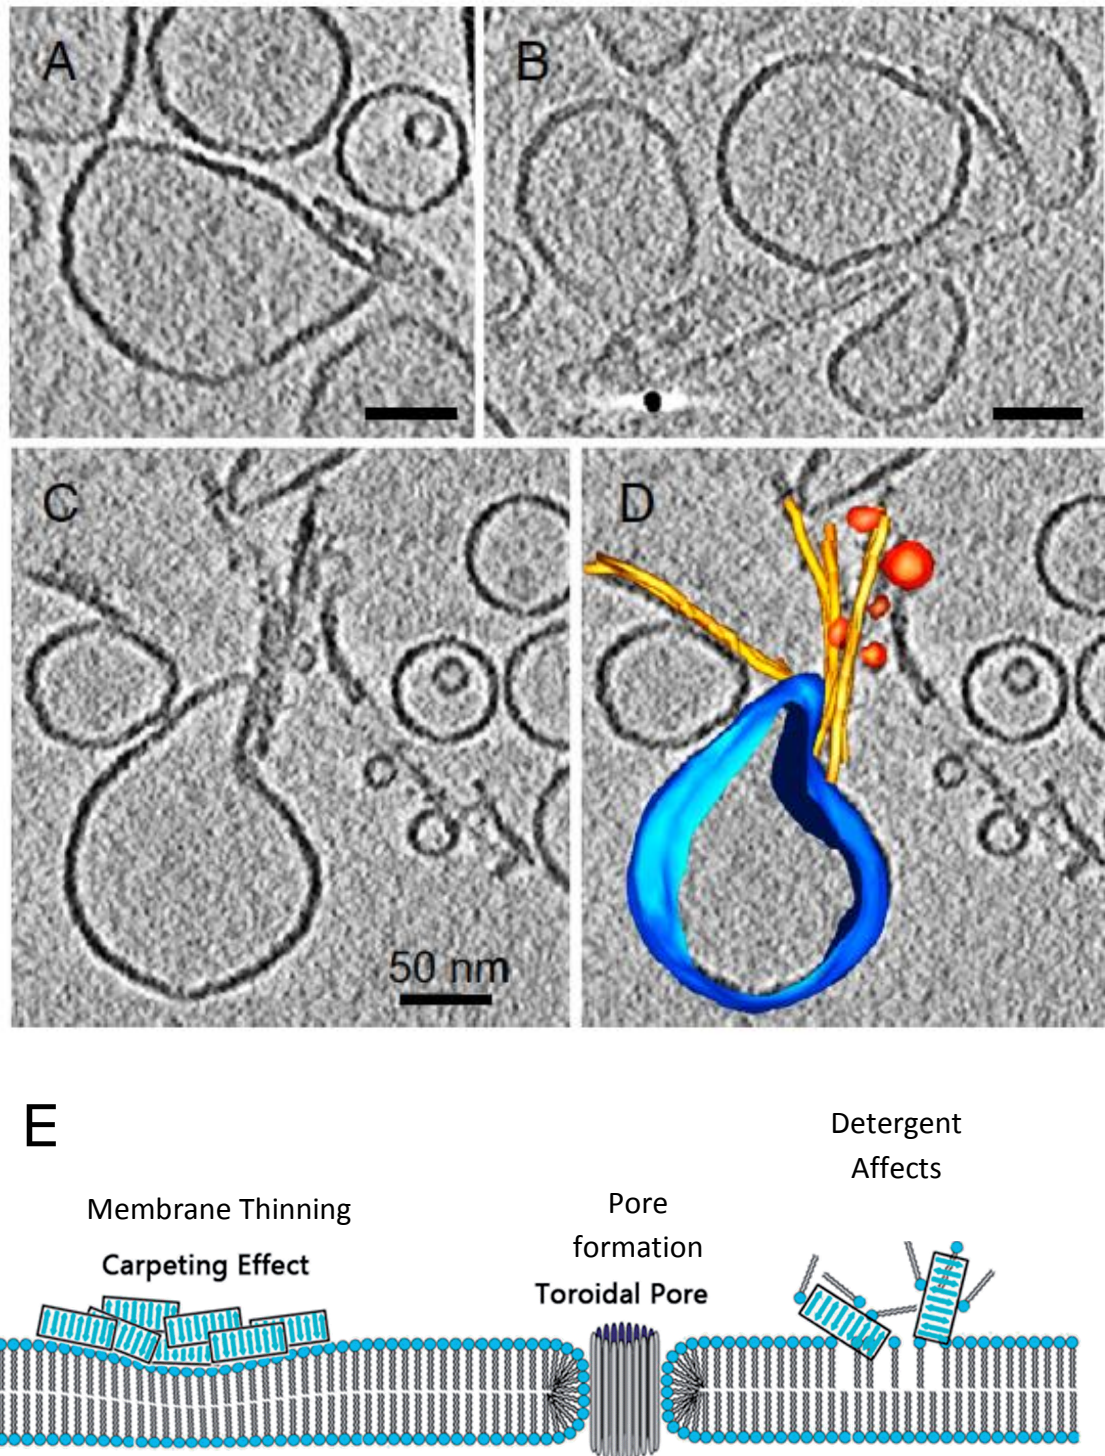 A
B
C
D
50 nm
E
Detergent
Affects
Membrane Thinning
Pore
formation
Carpeting Effect
Toroidal Pore